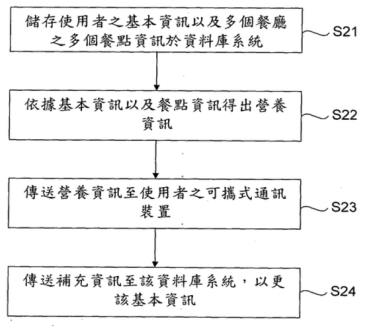 儲存使用者之基本資訊以及多個餐廳
之多個餐點資訊於資料庫系統
S21
依據基本資訊以及餐點資訊得出營養
資訊
S22
傳送營養資訊至使用者之可攜式通訊
裝置
S23
傳送補充資訊至該資料庫系統，以更
該基本資訊
S24